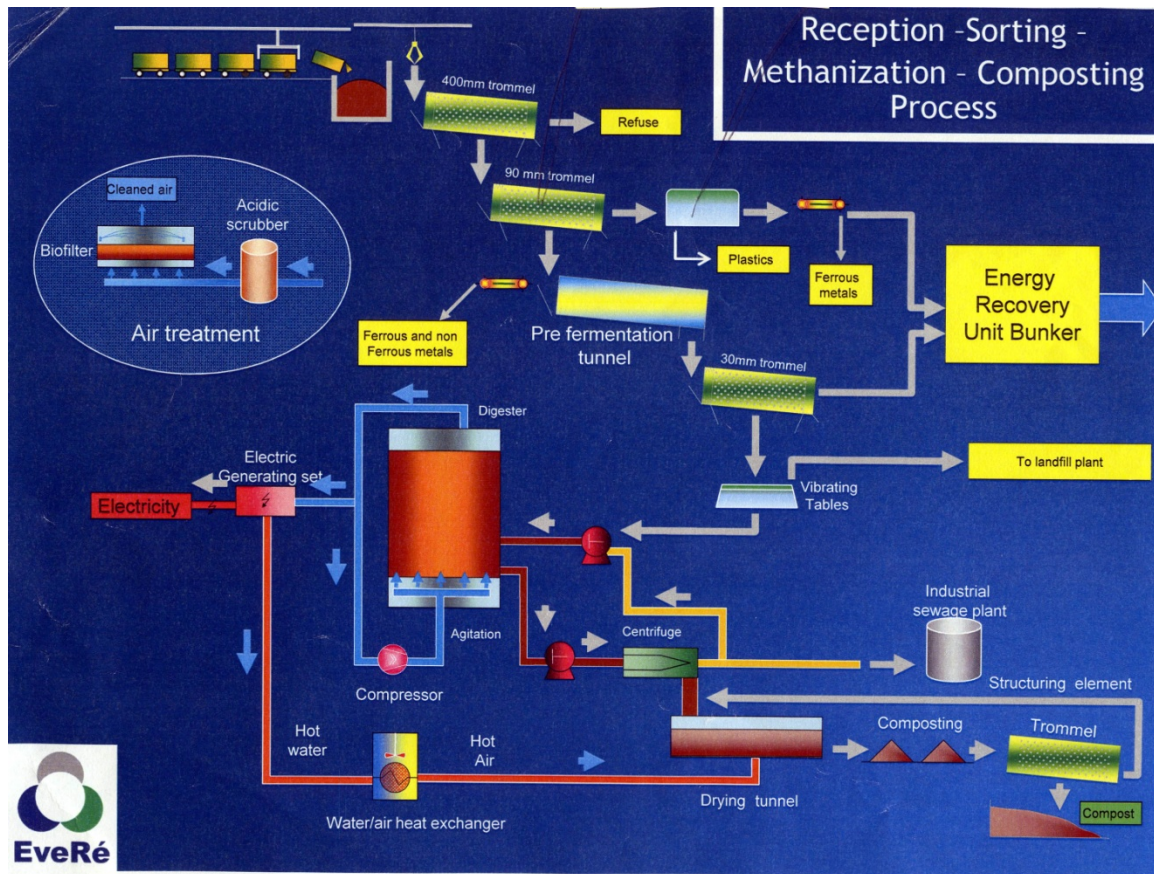 Reception -Sorting -
Methanization - Composting
Process
400mm trommel
Refuse
90 mm trommel
Cleaned air
Acidic
scrubber
Biofilter
Air treatment
Plastics
Ferrous
metals
Energy
Recovery
Unit Bunker
Ferrous and non
Ferrous metals
Pre fermentation
tunnel
30mm trommel
Digester
Electric
Generating set
Electricity
To landfill plant
Vibrating
Tables
Industrial
sewage plant
Agitation
Centrifuge
Compressor
Structuring element
Hot
water
Hot
Air
Composting
Trommel
Drying tunnel
Compost
Water/air heat exchanger
EveRé